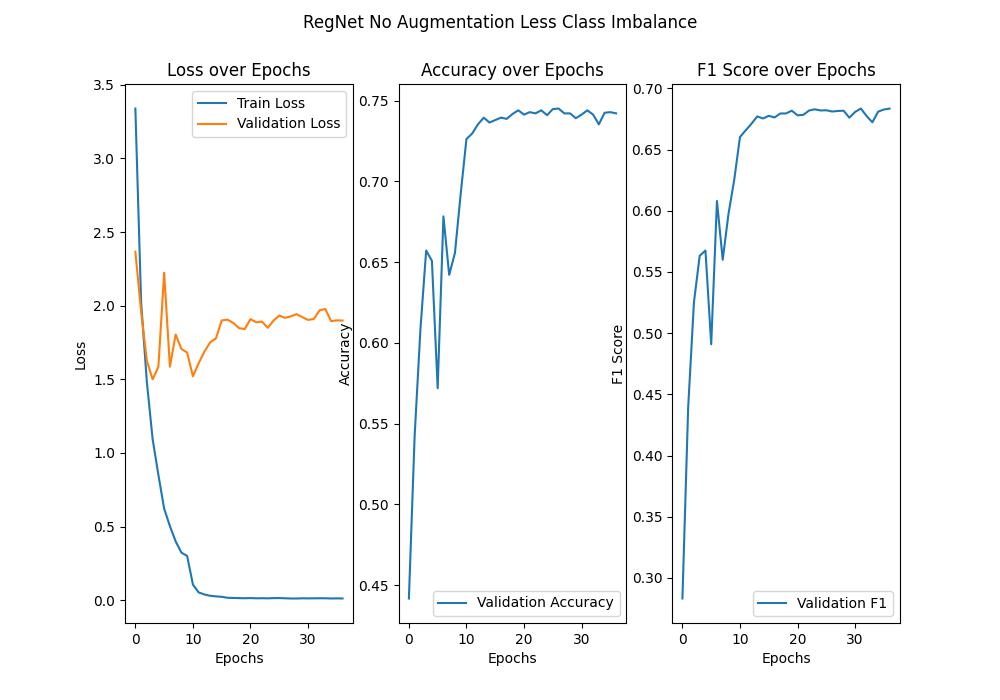 RegNet No Augmentation Less Class Imbalance
Loss over Epochs
Train Loss
Validation Loss
3.5
3.0
2.5
2.0
1.5
1.0
0.5
0.0
Loss
0
10
20
30
Epochs
Accuracy over Epochs
0.75
0.70
0.65
0.60
0.55
0.50
0.45
Accuracy
Validation Accuracy
0
10
20
30
Epochs
F1 Score over Epochs
0.70
0.65
0.60
0.55
0.50
0.45
0.40
0.35
0.30
F1 Score
Validation F1
0
10
20
30
Epochs